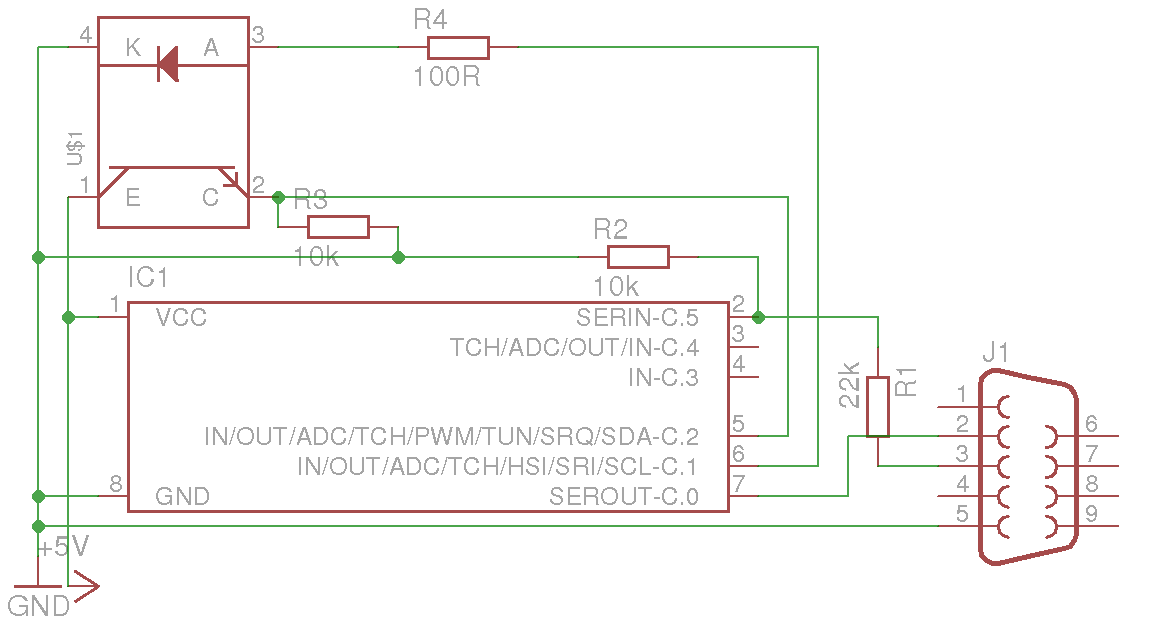 R4
4 K A 3
100R
U$1
1 E C 2
R3
10k
R2
10k
IC1
1 VCC
SERIN-C.5 2
TCH/ADC/OUT/IN-C.4 3
IN-C.3 4
IN/OUT/ADC/TCH/PWM/TUN/SRQ/SDA-C.2 5
IN/OUT/ADC/TCH/HSI/SRI/SCL-C.1 6
8 GND
SEROUT-C.0 7
22k
R1
J1
1
2 6
3 7
4 8
5 9
+5V
GND